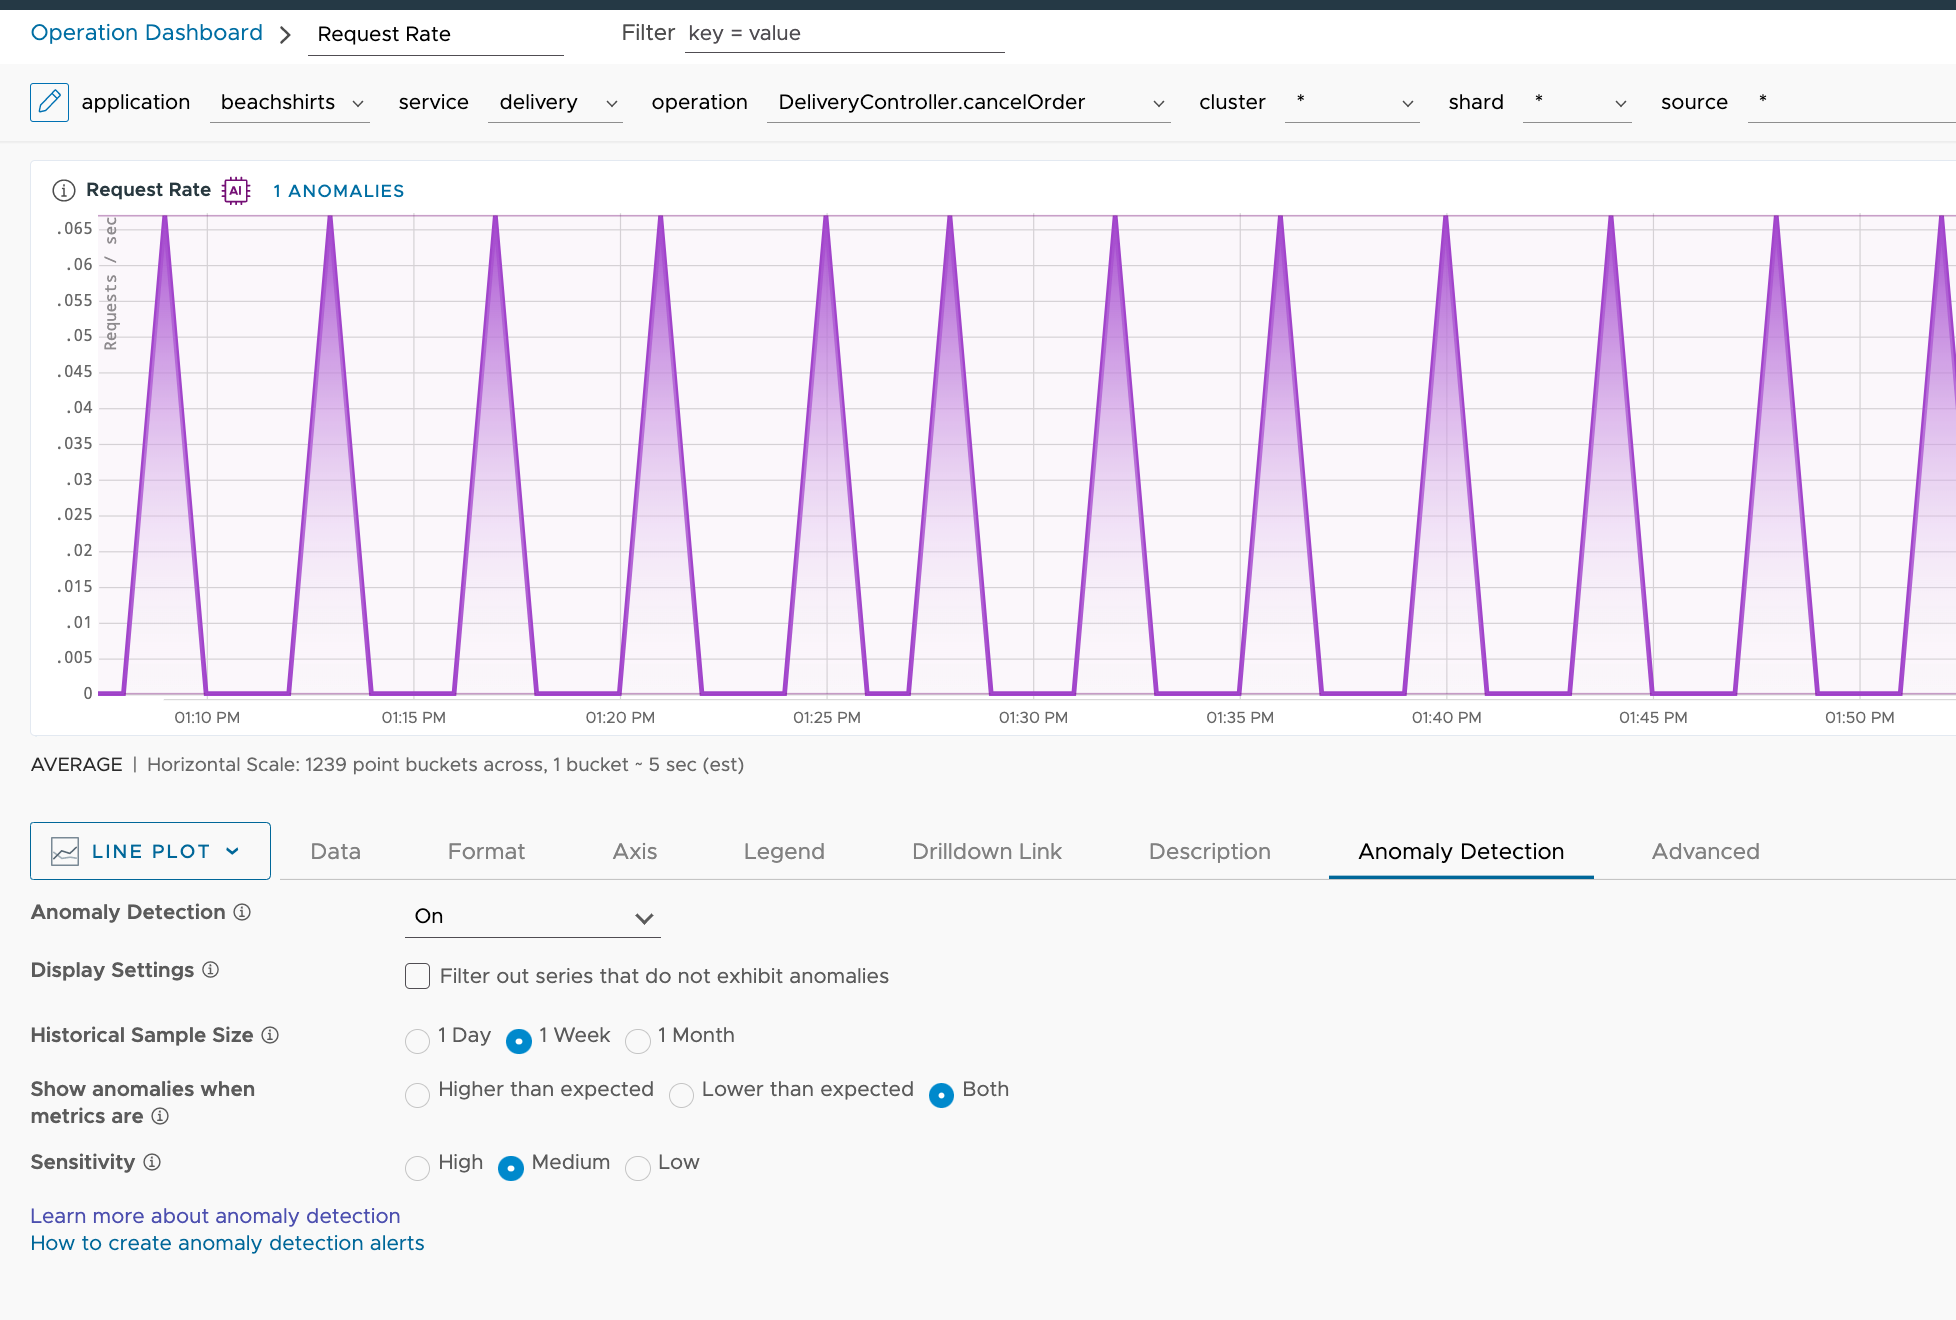 Operation Dashboard > Request Rate Filter key = value
application beachshirts service delivery operation DeliveryController.cancelOrder cluster * shard * source *
Request Rate AI 1 ANOMALIES
Requests / sec
.065
.06
.055
.05
.045
.04
.035
.03
.025
.02
.015
.01
.005
0
01:10 PM 01:15 PM 01:20 PM 01:25 PM 01:30 PM 01:35 PM 01:40 PM 01:45 PM 01:50 PM
AVERAGE | Horizontal Scale: 1239 point buckets across, 1 bucket ~ 5 sec (est)
LINE PLOT Data Format Axis Legend Drilldown Link Description Anomaly Detection Advanced
Anomaly Detection On
Display Settings Filter out series that do not exhibit anomalies
Historical Sample Size 1 Day 1 Week 1 Month
Show anomalies when
metrics are Higher than expected Lower than expected Both
Sensitivity High Medium Low
Learn more about anomaly detection
How to create anomaly detection alerts